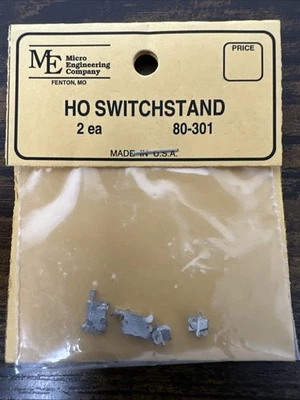 ME
Micro
Engineering
Company
FENTON, MO
PRICE
HO SWITCHSTAND
2 ea 80-301
MADE IN U.S.A.